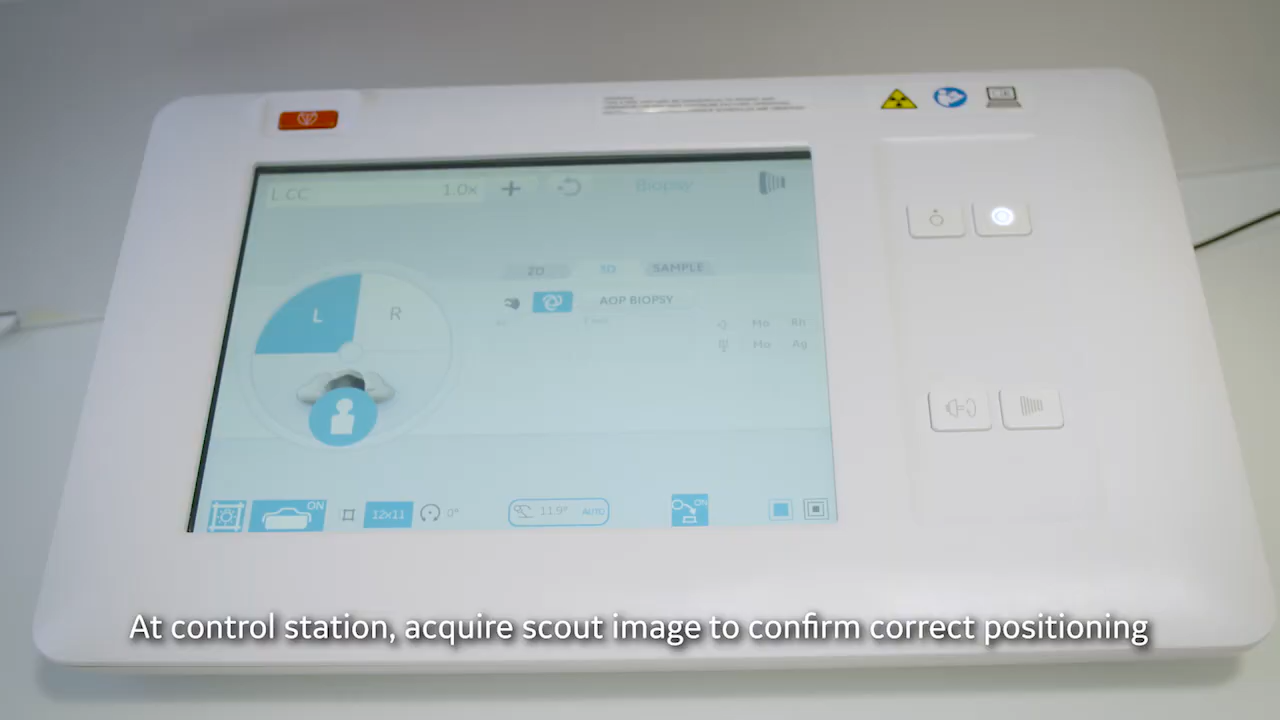 L CC 1.0x Biopsy
2D 3D SAMPLE
AOP BIOPSY
L R
Mo Rh
Mo Ag
ON 12x11 0° 11.9° AUTO ON
At control station, acquire scout image to confirm correct positioning